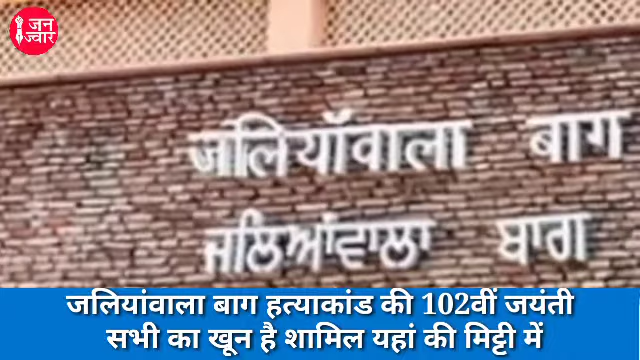 जन
ज्वार
जलियाँवाला बाग
ਜਲਿਆਂਵਾਲਾ ਬਾਗ
जलियांवाला बाग हत्याकांड की 102वीं जयंती
सभी का खून है शामिल यहां की मिट्टी में